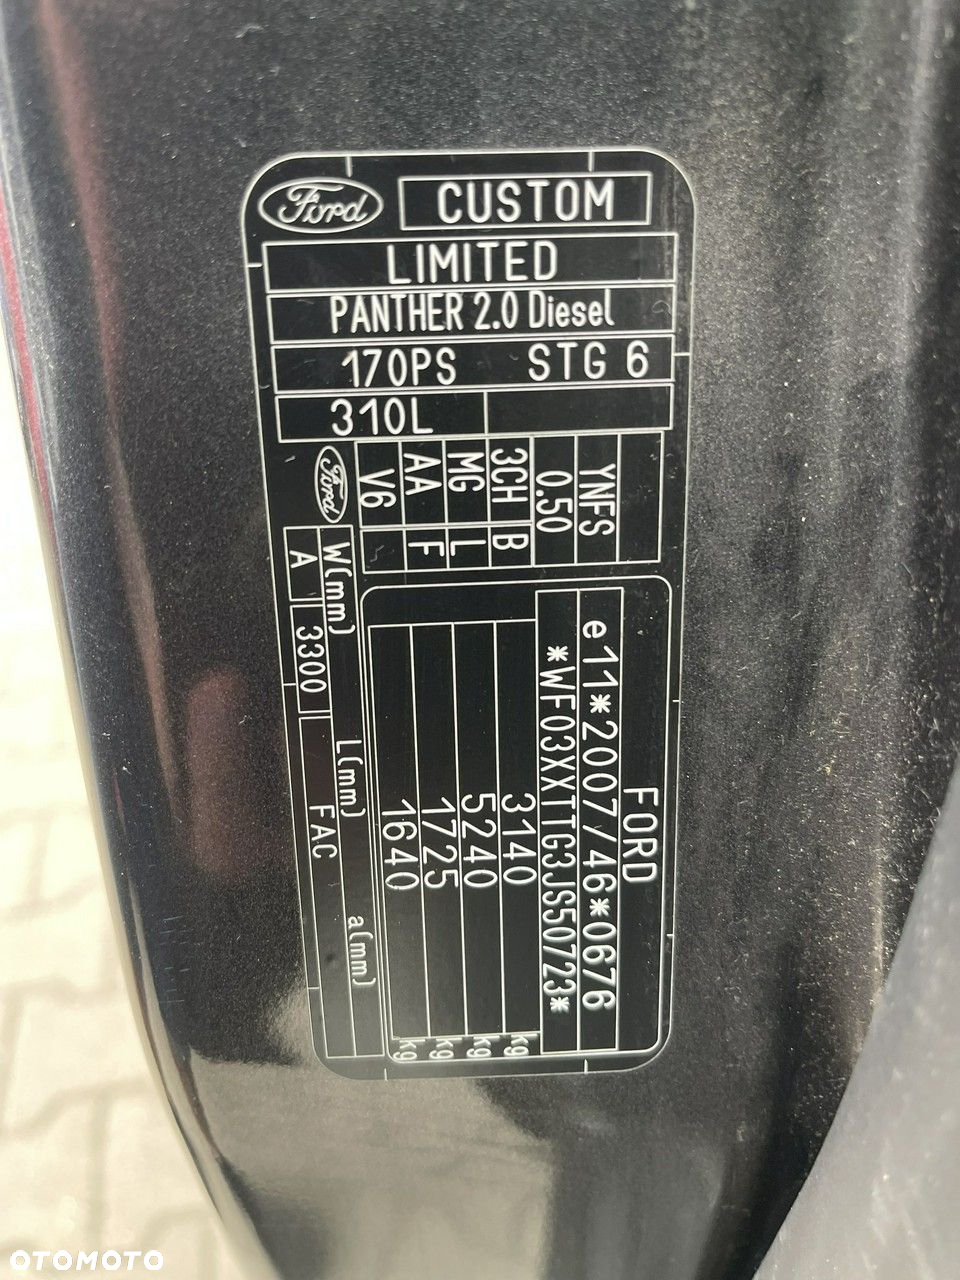 Ford
CUSTOM
LIMITED
PANTHER 2.0 Diesel
170PS STG 6
310L
FORD
e11*2007/46*0676
*WF03XXTTG3JS50723*
3140 kg
5240 kg
1725 kg
1640 kg
YNFS
0.50
3CH B
MG L
AA F
V6
Ford
W(mm) L(mm) a(mm)
A 3300 FAC
OTOMOTO